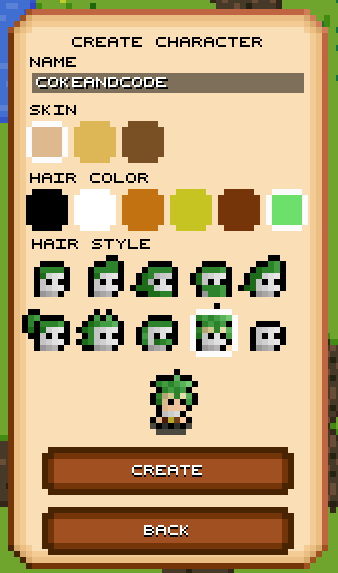 CREATE CHARACTER
NAME
COKEANDCODE
SKIN
HAIR COLOR
HAIR STYLE
CREATE
BACK